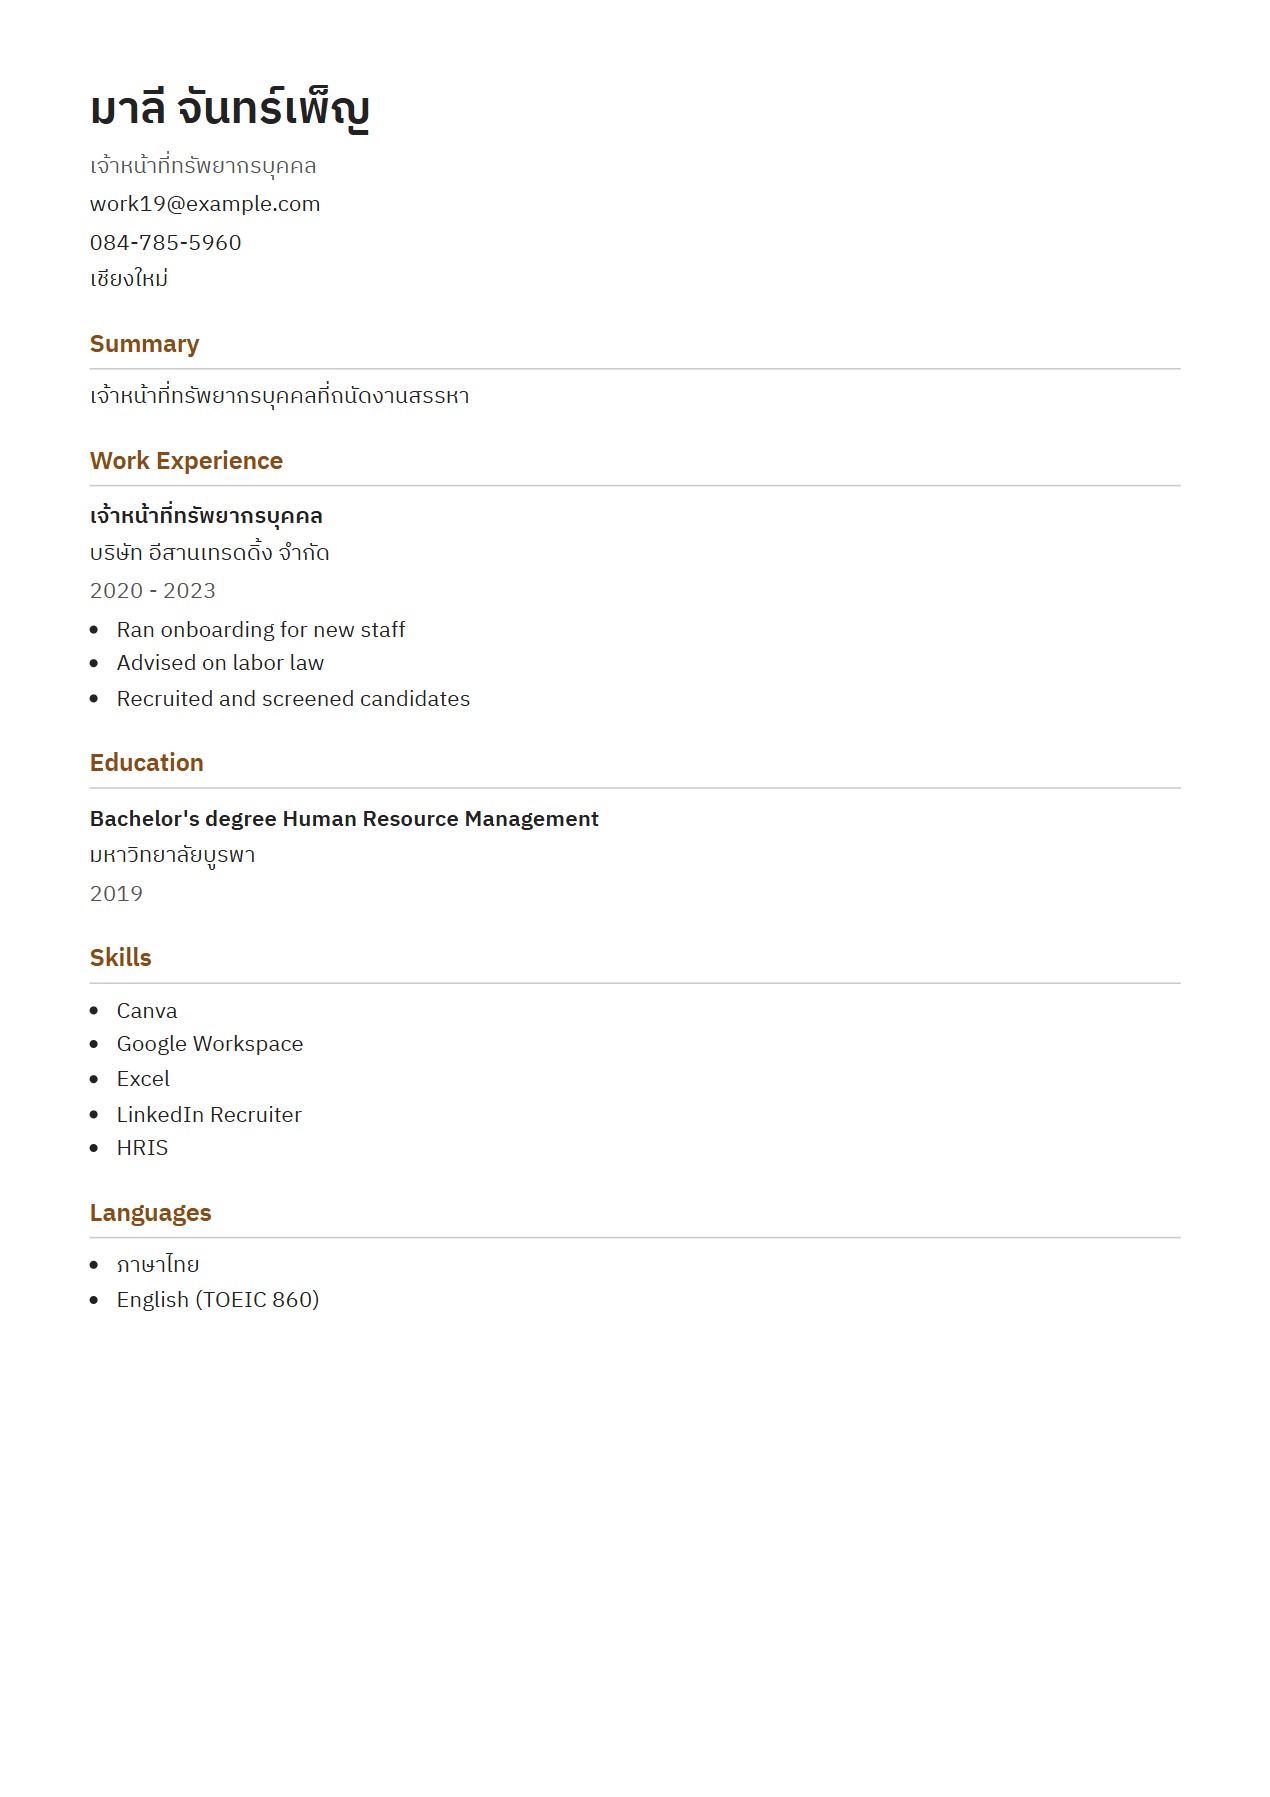 มาลี จันทร์เพ็ญ
เจ้าหน้าที่ทรัพยากรบุคคล
work19@example.com
084-785-5960
เชียงใหม่
Summary
เจ้าหน้าที่ทรัพยากรบุคคลที่ถนัดงานสรรหา
Work Experience
เจ้าหน้าที่ทรัพยากรบุคคล
บริษัท อีสานเทรดดิ้ง จำกัด
2020 - 2023
• Ran onboarding for new staff
• Advised on labor law
• Recruited and screened candidates
Education
Bachelor's degree Human Resource Management
มหาวิทยาลัยบูรพา
2019
Skills
• Canva
• Google Workspace
• Excel
• LinkedIn Recruiter
• HRIS
Languages
• ภาษาไทย
• English (TOEIC 860)